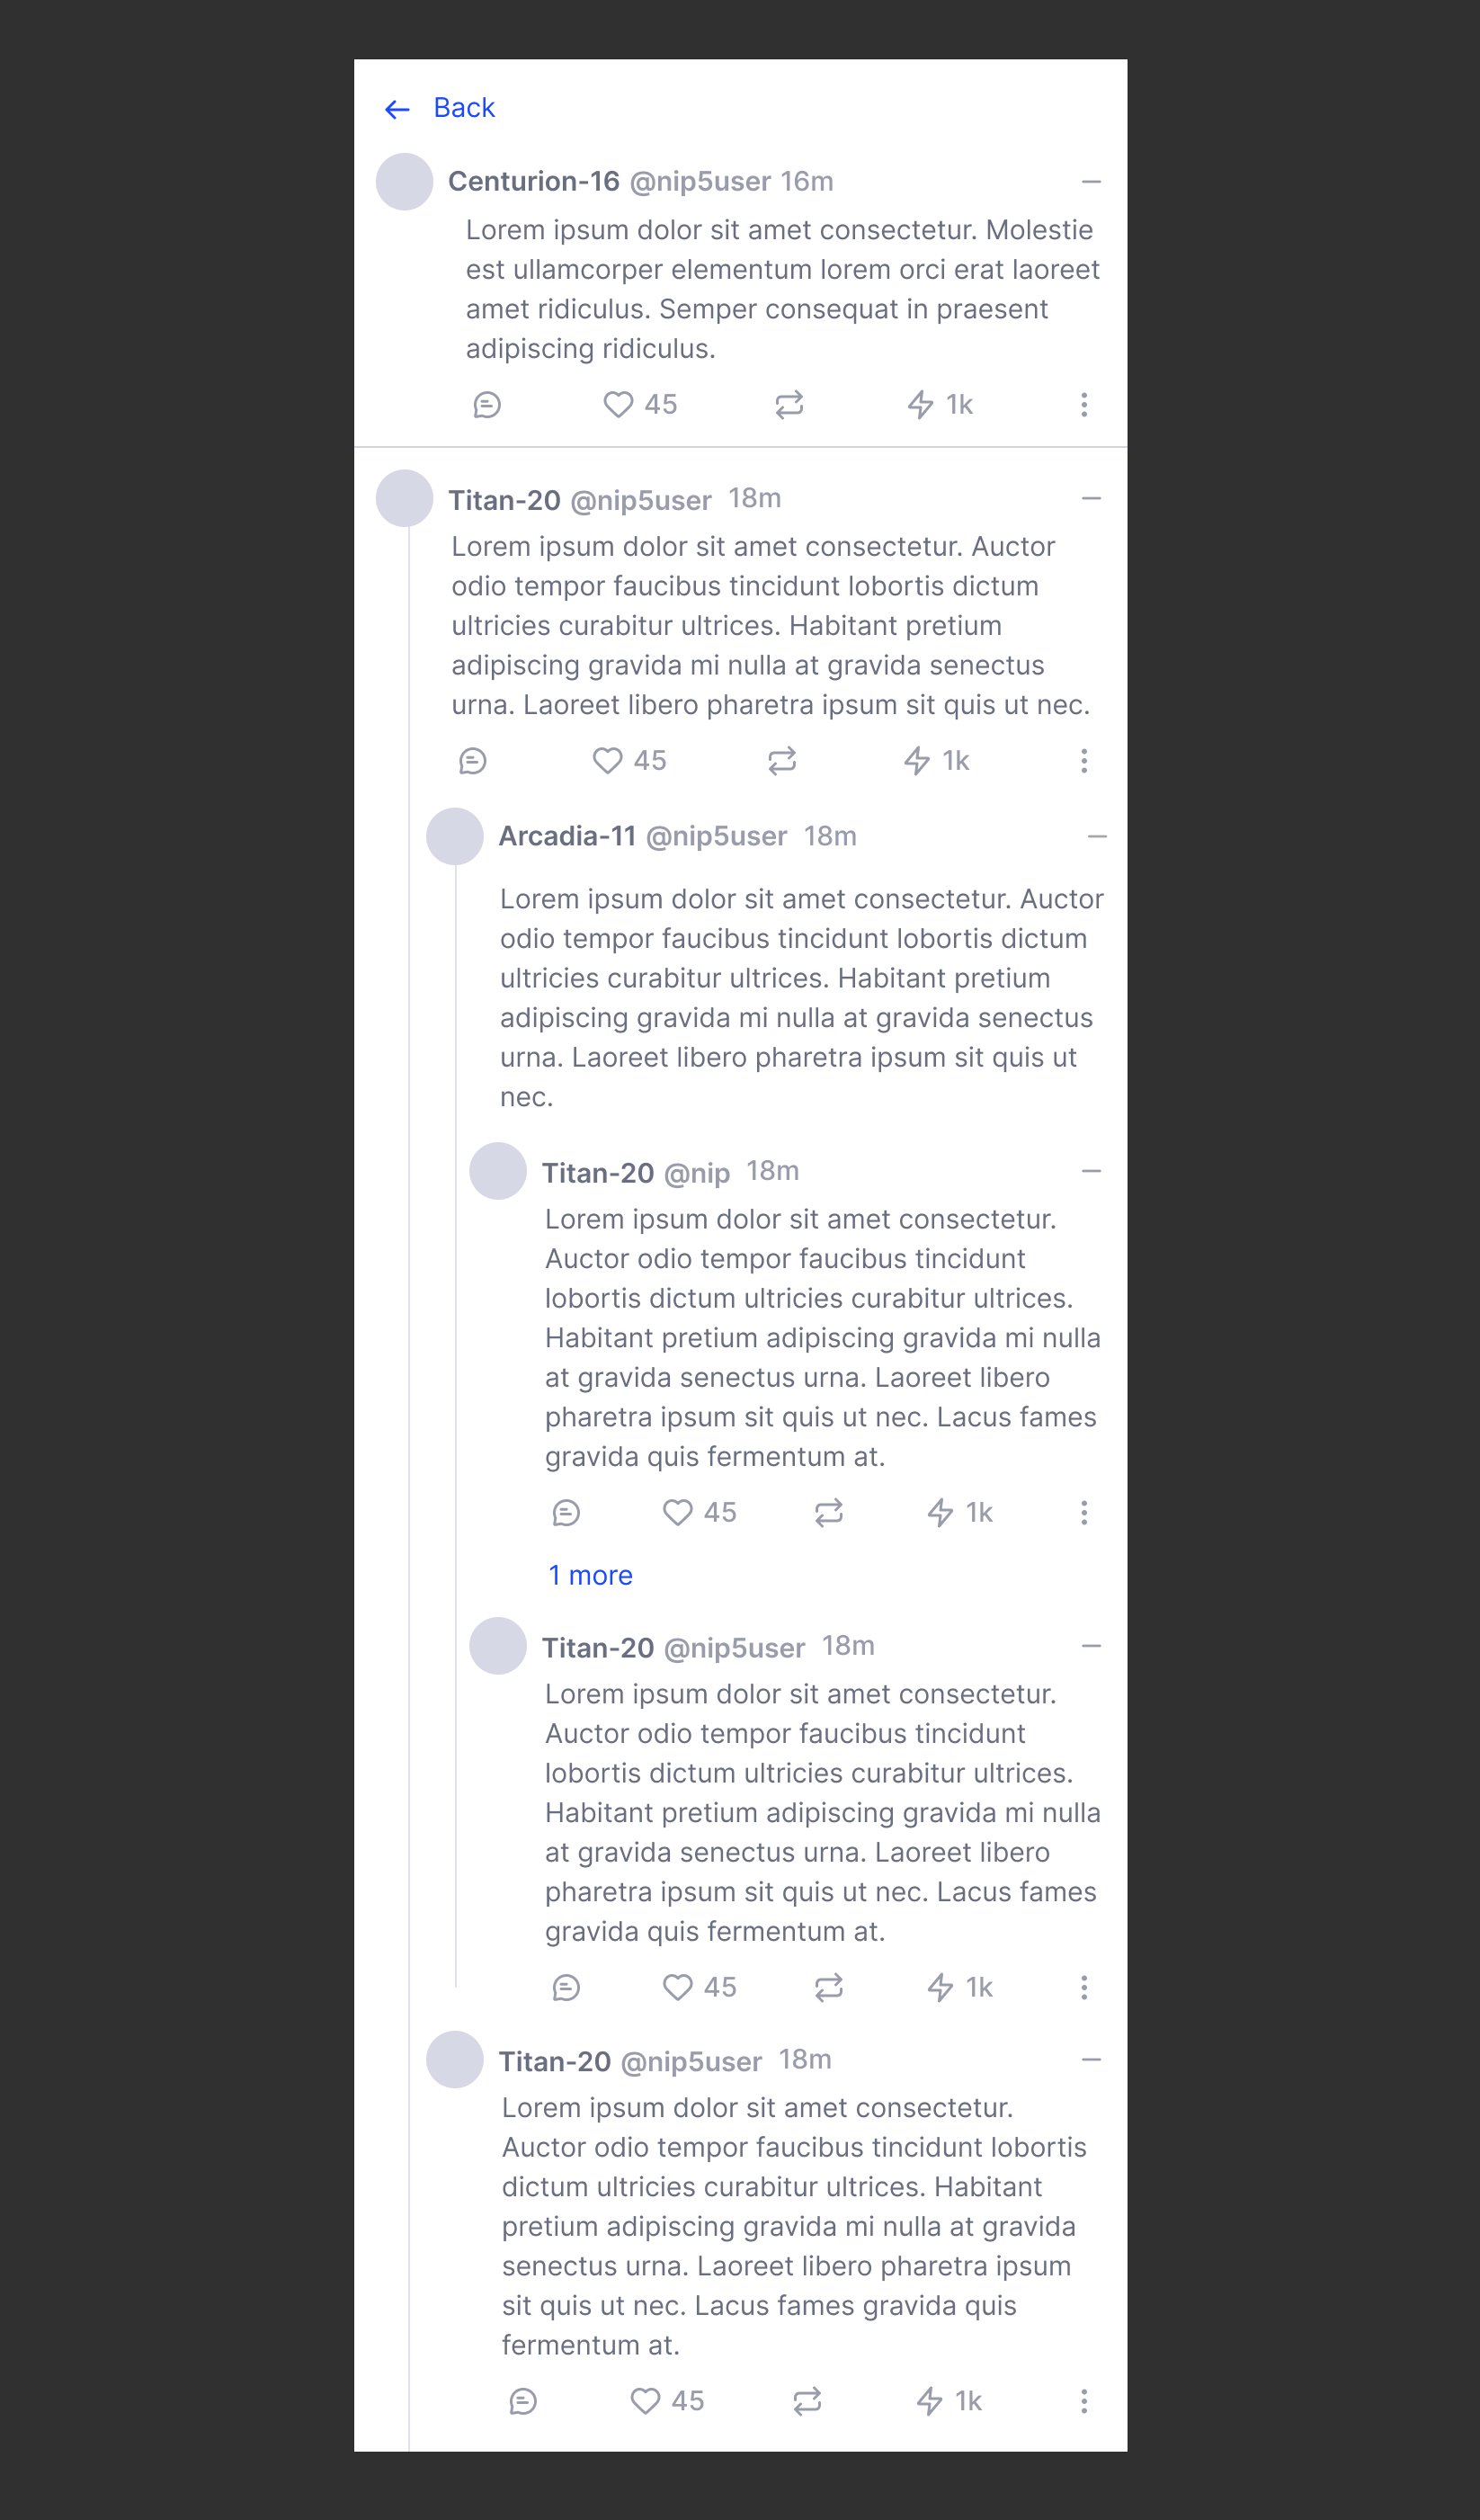 Back
Centurion-16 @nip5user 16m
Lorem ipsum dolor sit amet consectetur. Molestie
est ullamcorper elementum lorem orci erat laoreet
amet ridiculus. Semper consequat in praesent
adipiscing ridiculus.
45 1k
Titan-20 @nip5user 18m
Lorem ipsum dolor sit amet consectetur. Auctor
odio tempor faucibus tincidunt lobortis dictum
ultricies curabitur ultrices. Habitant pretium
adipiscing gravida mi nulla at gravida senectus
urna. Laoreet libero pharetra ipsum sit quis ut nec.
45 1k
Arcadia-11 @nip5user 18m
Lorem ipsum dolor sit amet consectetur. Auctor
odio tempor faucibus tincidunt lobortis dictum
ultricies curabitur ultrices. Habitant pretium
adipiscing gravida mi nulla at gravida senectus
urna. Laoreet libero pharetra ipsum sit quis ut
nec.
Titan-20 @nip 18m
Lorem ipsum dolor sit amet consectetur.
Auctor odio tempor faucibus tincidunt
lobortis dictum ultricies curabitur ultrices.
Habitant pretium adipiscing gravida mi nulla
at gravida senectus urna. Laoreet libero
pharetra ipsum sit quis ut nec. Lacus fames
gravida quis fermentum at.
45 1k
1 more
Titan-20 @nip5user 18m
Lorem ipsum dolor sit amet consectetur.
Auctor odio tempor faucibus tincidunt
lobortis dictum ultricies curabitur ultrices.
Habitant pretium adipiscing gravida mi nulla
at gravida senectus urna. Laoreet libero
pharetra ipsum sit quis ut nec. Lacus fames
gravida quis fermentum at.
45 1k
Titan-20 @nip5user 18m
Lorem ipsum dolor sit amet consectetur.
Auctor odio tempor faucibus tincidunt lobortis
dictum ultricies curabitur ultrices. Habitant
pretium adipiscing gravida mi nulla at gravida
senectus urna. Laoreet libero pharetra ipsum
sit quis ut nec. Lacus fames gravida quis
fermentum at.
45 1k